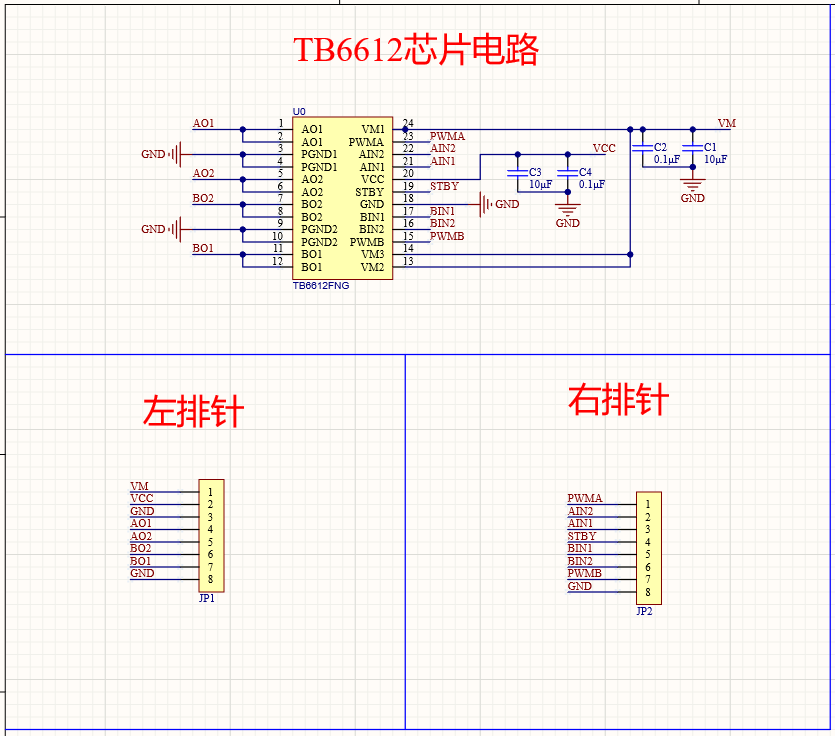 TB6612芯片电路
U0
AO1 1 AO1 VM1 24 VM
2 AO1 PWMA 23 PWMA
GND 3 PGND1 AIN2 22 AIN2
4 PGND1 AIN1 21 AIN1
AO2 5 AO2 VCC 20 VCC
6 AO2 STBY 19 STBY
BO2 7 BO2 GND 18 GND
8 BO2 BIN1 17 BIN1
GND 9 PGND2 BIN2 16 BIN2
10 PGND2 PWMB 15 PWMB
BO1 11 BO1 VM3 14
12 BO1 VM2 13
TB6612FNG
C3
10μF
C4
0.1μF
GND
C2
0.1μF
C1
10μF
GND
左排针
VM 1
VCC 2
GND 3
AO1 4
AO2 5
BO2 6
BO1 7
GND 8
JP1
右排针
PWMA 1
AIN2 2
AIN1 3
STBY 4
BIN1 5
BIN2 6
PWMB 7
GND 8
JP2